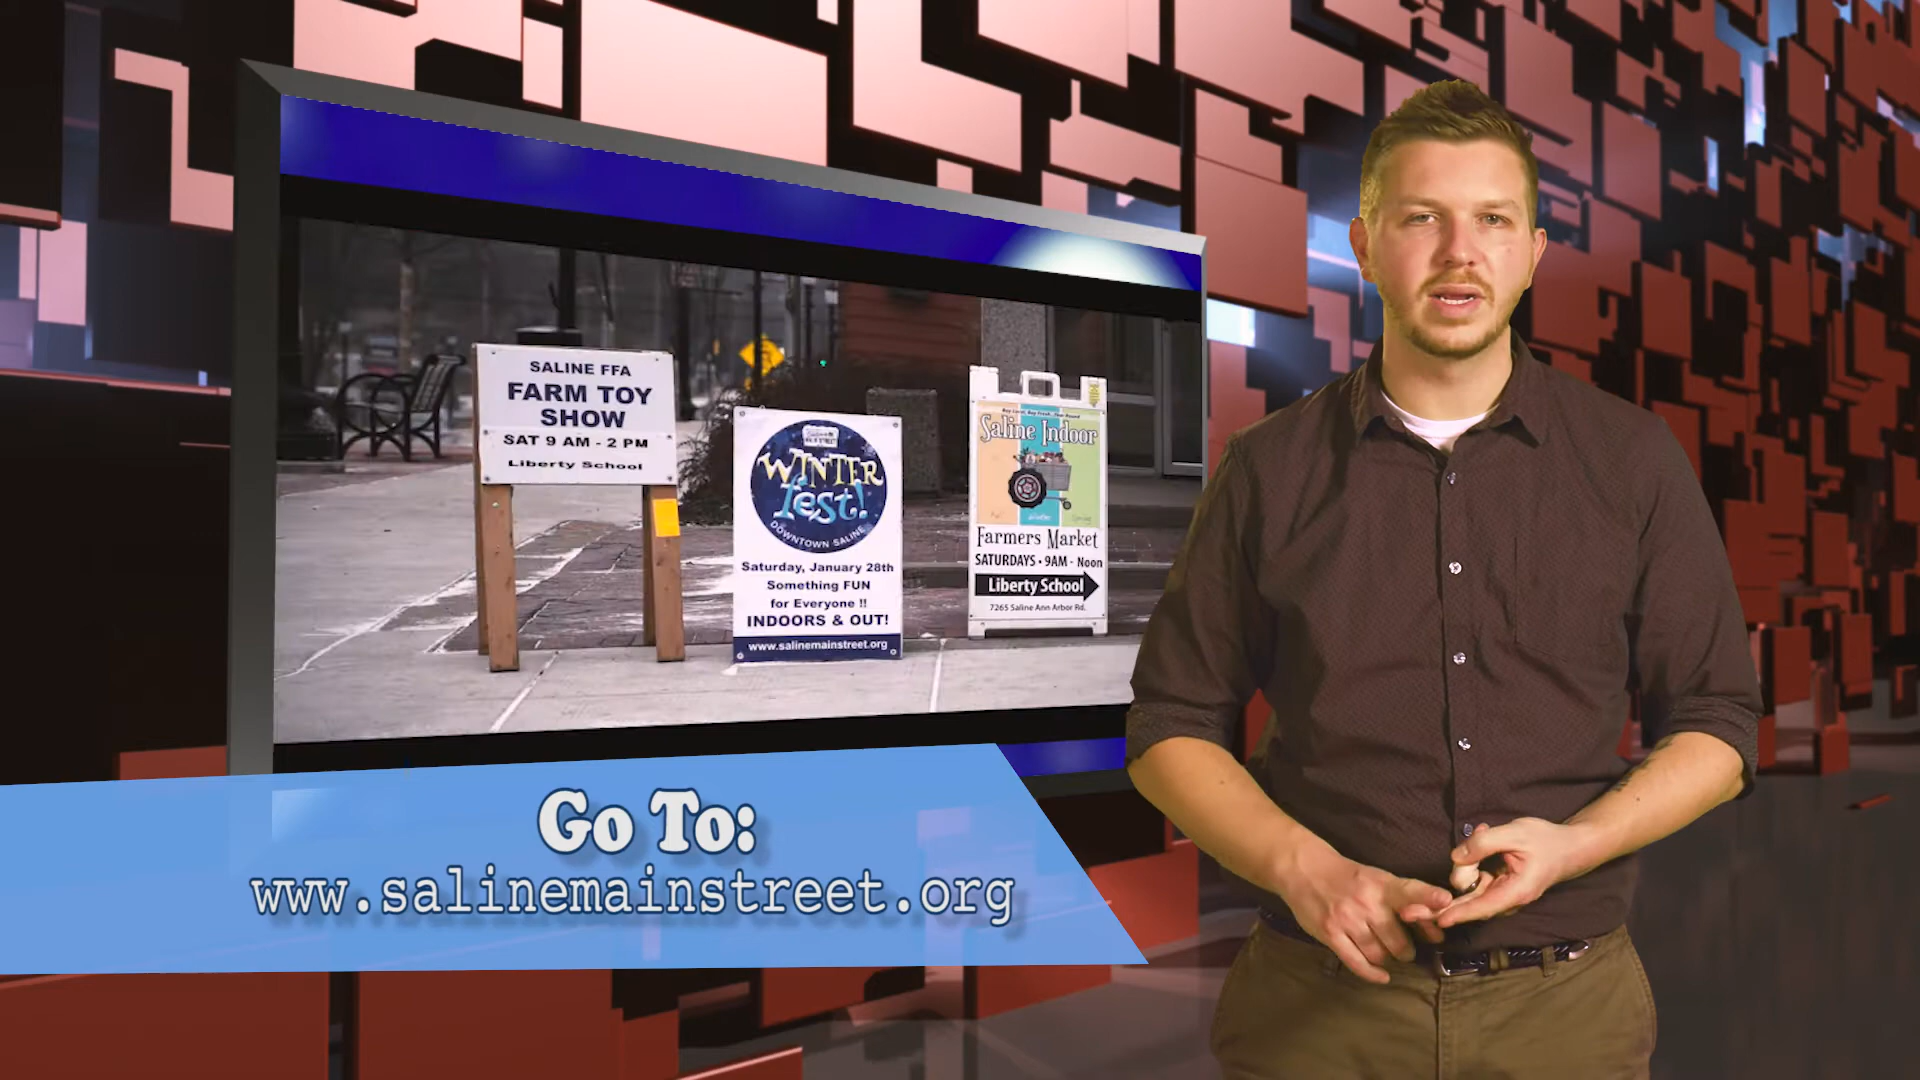 SALINE FFA
FARM TOY
SHOW
SAT 9 AM - 2 PM
Liberty School
WINTER
fest!
DOWNTOWN SALINE
Saturday, January 28th
Something FUN
for Everyone !!
INDOORS & OUT!
www.salinemainstreet.org
Saline Indoor
Farmers Market
SATURDAYS • 9AM - Noon
Liberty School
7265 Saline Ann Arbor Rd.
Go To:
www.salinemainstreet.org